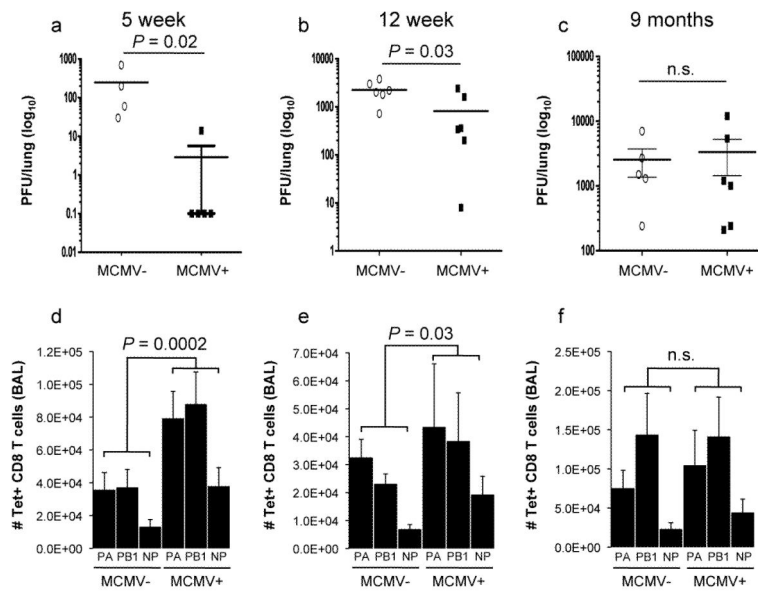 5 week
12 week
9 months
a
P = 0.02
PFU/lung (log10)
1000
100
10
1
0.1
0.01
MCMV-
MCMV+
b
P = 0.03
PFU/lung (log10)
10000
1000
100
10
1
MCMV-
MCMV+
c
n.s.
PFU/lung (log10)
100000
10000
1000
100
MCMV-
MCMV+
d
P = 0.0002
# Tet+ CD8 T cells (BAL)
1.2E+05
1.0E+05
8.0E+04
6.0E+04
4.0E+04
2.0E+04
0.0E+00
PA PB1 NP PA PB1 NP
MCMV- MCMV+
e
P = 0.03
# Tet+ CD8 T cells (BAL)
7.0E+04
6.0E+04
5.0E+04
4.0E+04
3.0E+04
2.0E+04
1.0E+04
0.0E+00
PA PB1 NP PA PB1 NP
MCMV- MCMV+
f
n.s.
# Tet+ CD8 T cells (BAL)
2.5E+05
2.0E+05
1.5E+05
1.0E+05
5.0E+04
0.0E+00
PA PB1 NP PA PB1 NP
MCMV- MCMV+